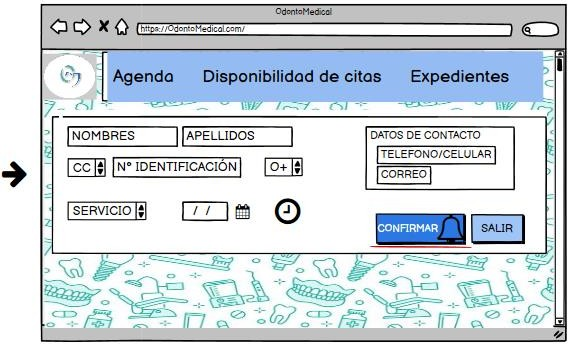 OdontoMedical
https://OdontoMedical.com/
Agenda Disponibilidad de citas Expedientes
NOMBRES APELLIDOS
DATOS DE CONTACTO
TELEFONO/CELULAR
CC N° IDENTIFICACIÓN O+
CORREO
SERVICIO / /
CONFIRMAR SALIR